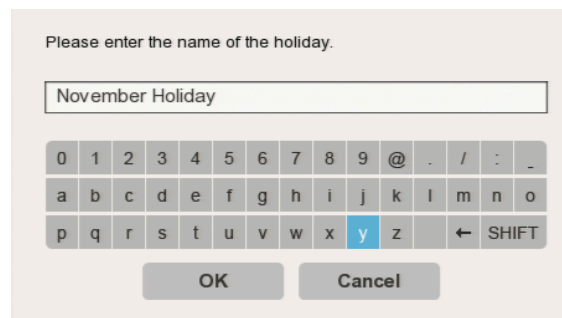 Please enter the name of the holiday.
November Holiday
0 1 2 3 4 5 6 7 8 9 @ . / : _
a b c d e f g h i j k l m n o
p q r s t u v w x y z ← SHIFT
OK Cancel